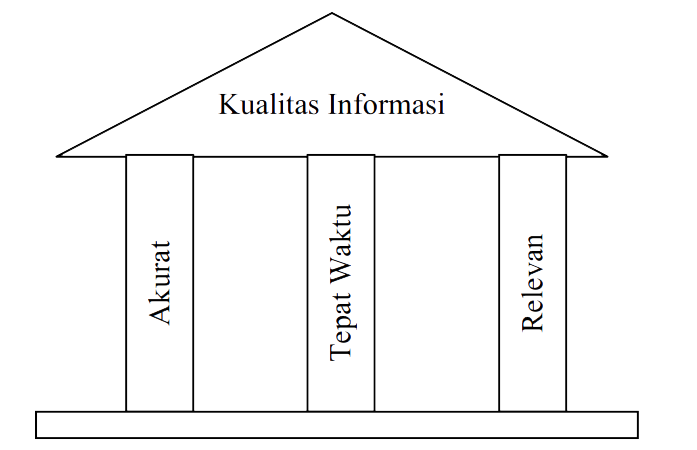 Kualitas Informasi
Akurat
Tepat Waktu
Relevan